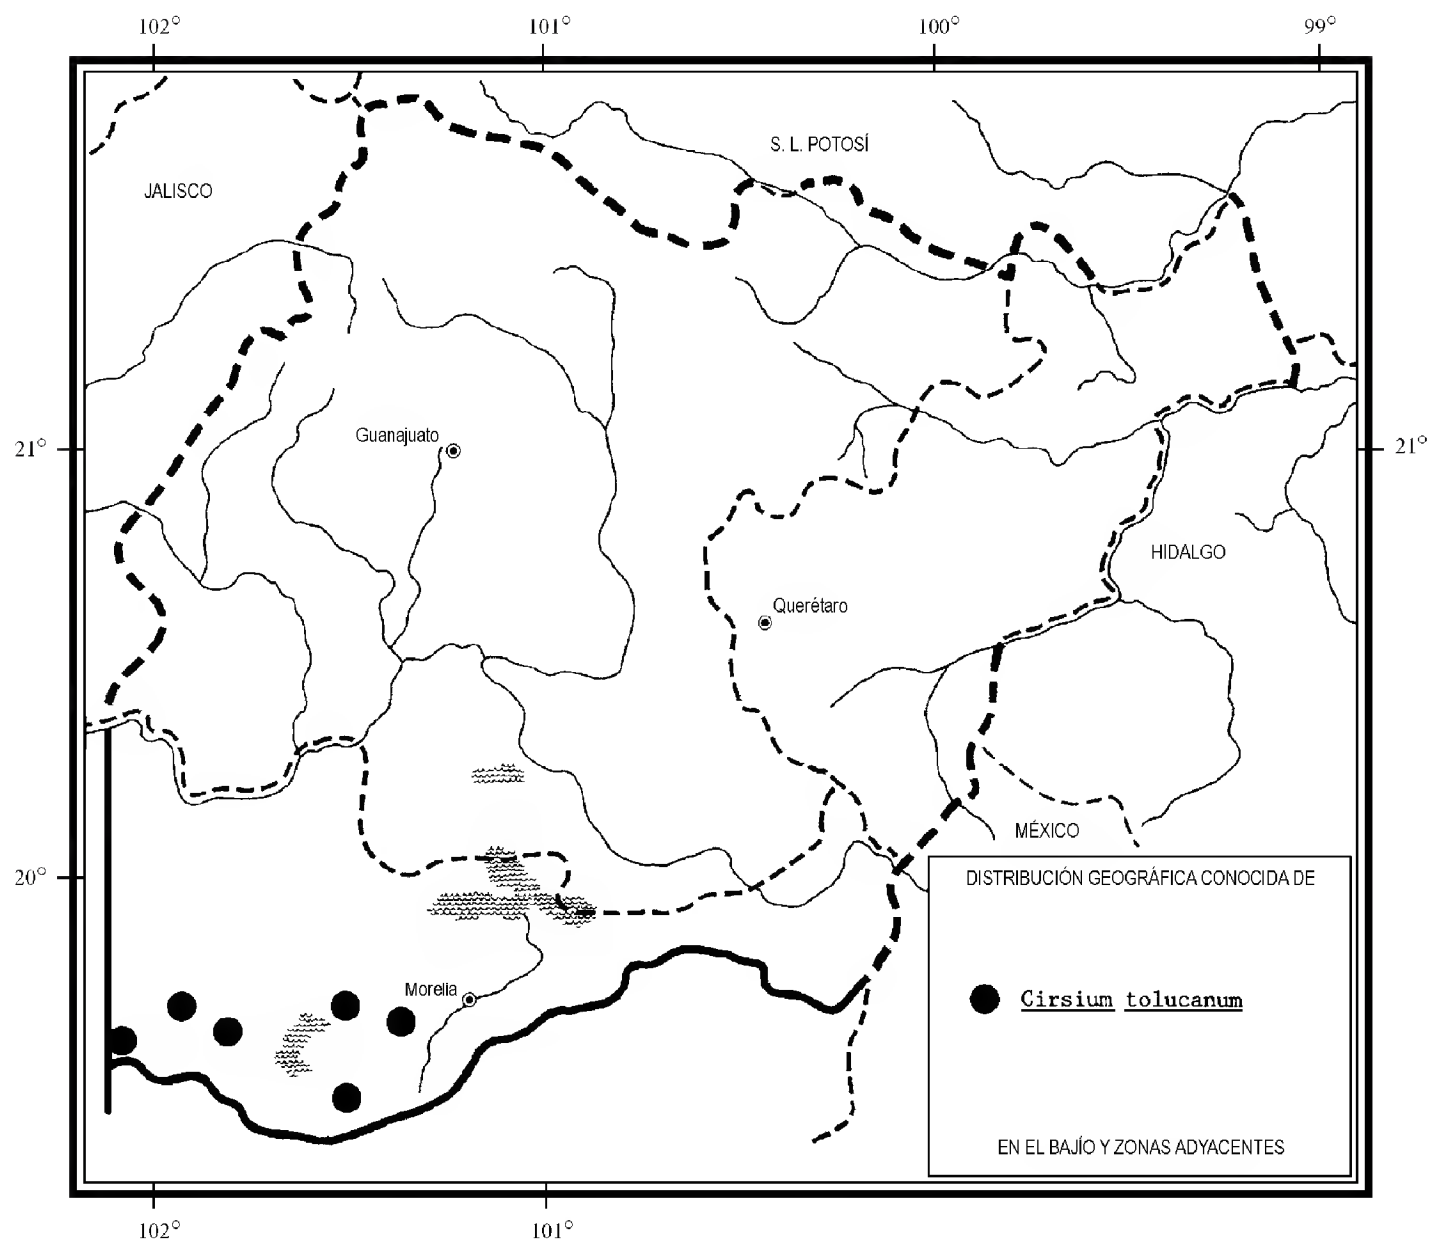 102°
101°
100°
99°
S. L. POTOSÍ
JALISCO
Guanajuato
21°
21°
HIDALGO
Querétaro
MÉXICO
20°
DISTRIBUCIÓN GEOGRÁFICA CONOCIDA DE
Morelia
Cirsium tolucanum
EN EL BAJÍO Y ZONAS ADYACENTES
102°
101°